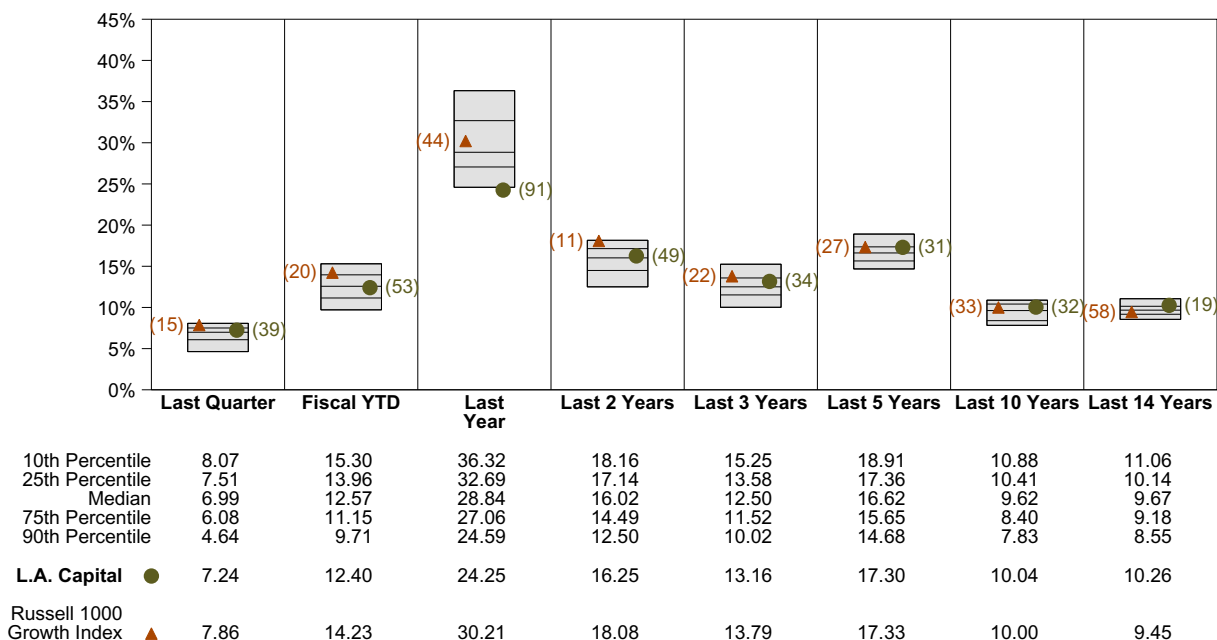 45%
40%
35%
30%
25%
20%
15%
10%
5%
0%
(15) (39)
(20) (53)
(44) (91)
(11) (49)
(22) (34)
(27) (31)
(33) (32)
(58) (19)
Last Quarter Fiscal YTD Last Year Last 2 Years Last 3 Years Last 5 Years Last 10 Years Last 14 Years
10th Percentile 8.07 15.30 36.32 18.16 15.25 18.91 10.88 11.06
25th Percentile 7.51 13.96 32.69 17.14 13.58 17.36 10.41 10.14
Median 6.99 12.57 28.84 16.02 12.50 16.62 9.62 9.67
75th Percentile 6.08 11.15 27.06 14.49 11.52 15.65 8.40 9.18
90th Percentile 4.64 9.71 24.59 12.50 10.02 14.68 7.83 8.55
L.A. Capital 7.24 12.40 24.25 16.25 13.16 17.30 10.04 10.26
Russell 1000
Growth Index 7.86 14.23 30.21 18.08 13.79 17.33 10.00 9.45